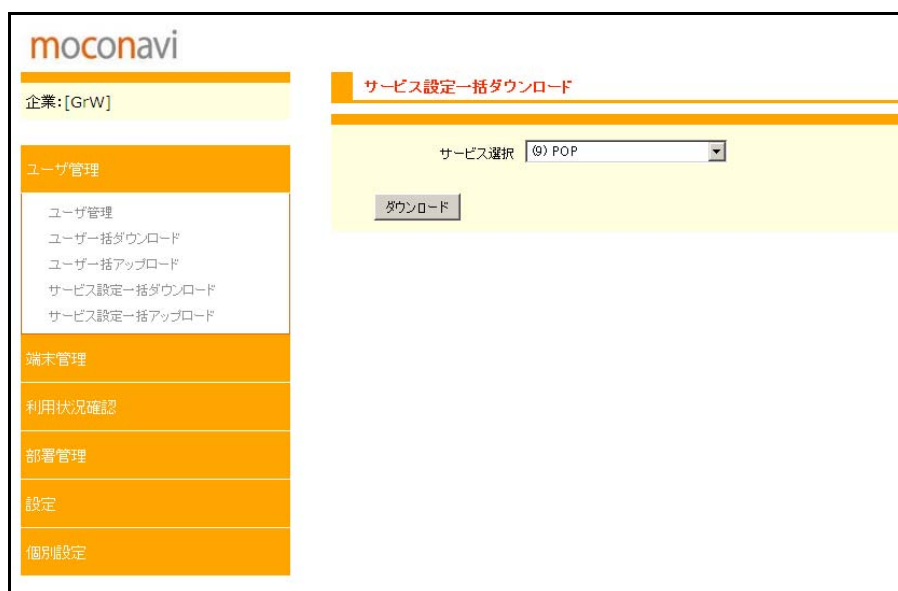 moconavi
企業:[GrW]
ユーザ管理
ユーザ管理
ユーザ一括ダウンロード
ユーザ一括アップロード
サービス設定一括ダウンロード
サービス設定一括アップロード
端末管理
利用状況確認
部署管理
設定
個別設定
サービス設定一括ダウンロード
サービス選択 (9) POP
ダウンロード